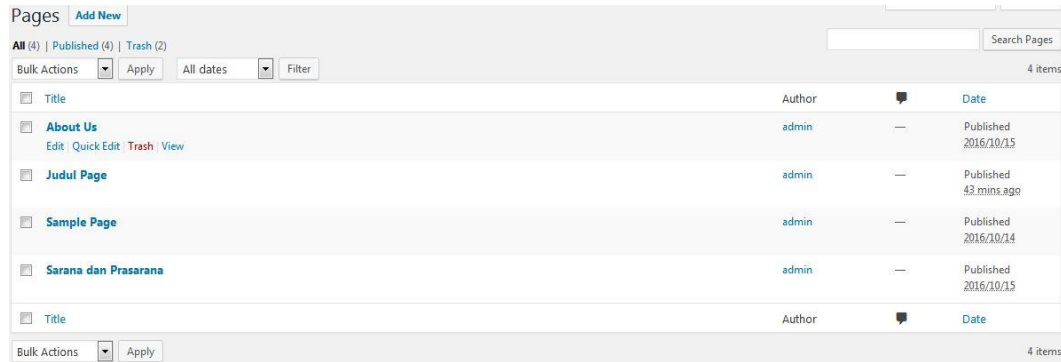 Pages Add New
All (4) | Published (4) | Trash (2)
Search Pages
Bulk Actions Apply All dates Filter 4 items
Title Author Date
About Us admin — Published
Edit | Quick Edit | Trash | View 2016/10/15
Judul Page admin — Published
43 mins ago
Sample Page admin — Published
2016/10/14
Sarana dan Prasarana admin — Published
2016/10/15
Title Author Date
Bulk Actions Apply 4 items